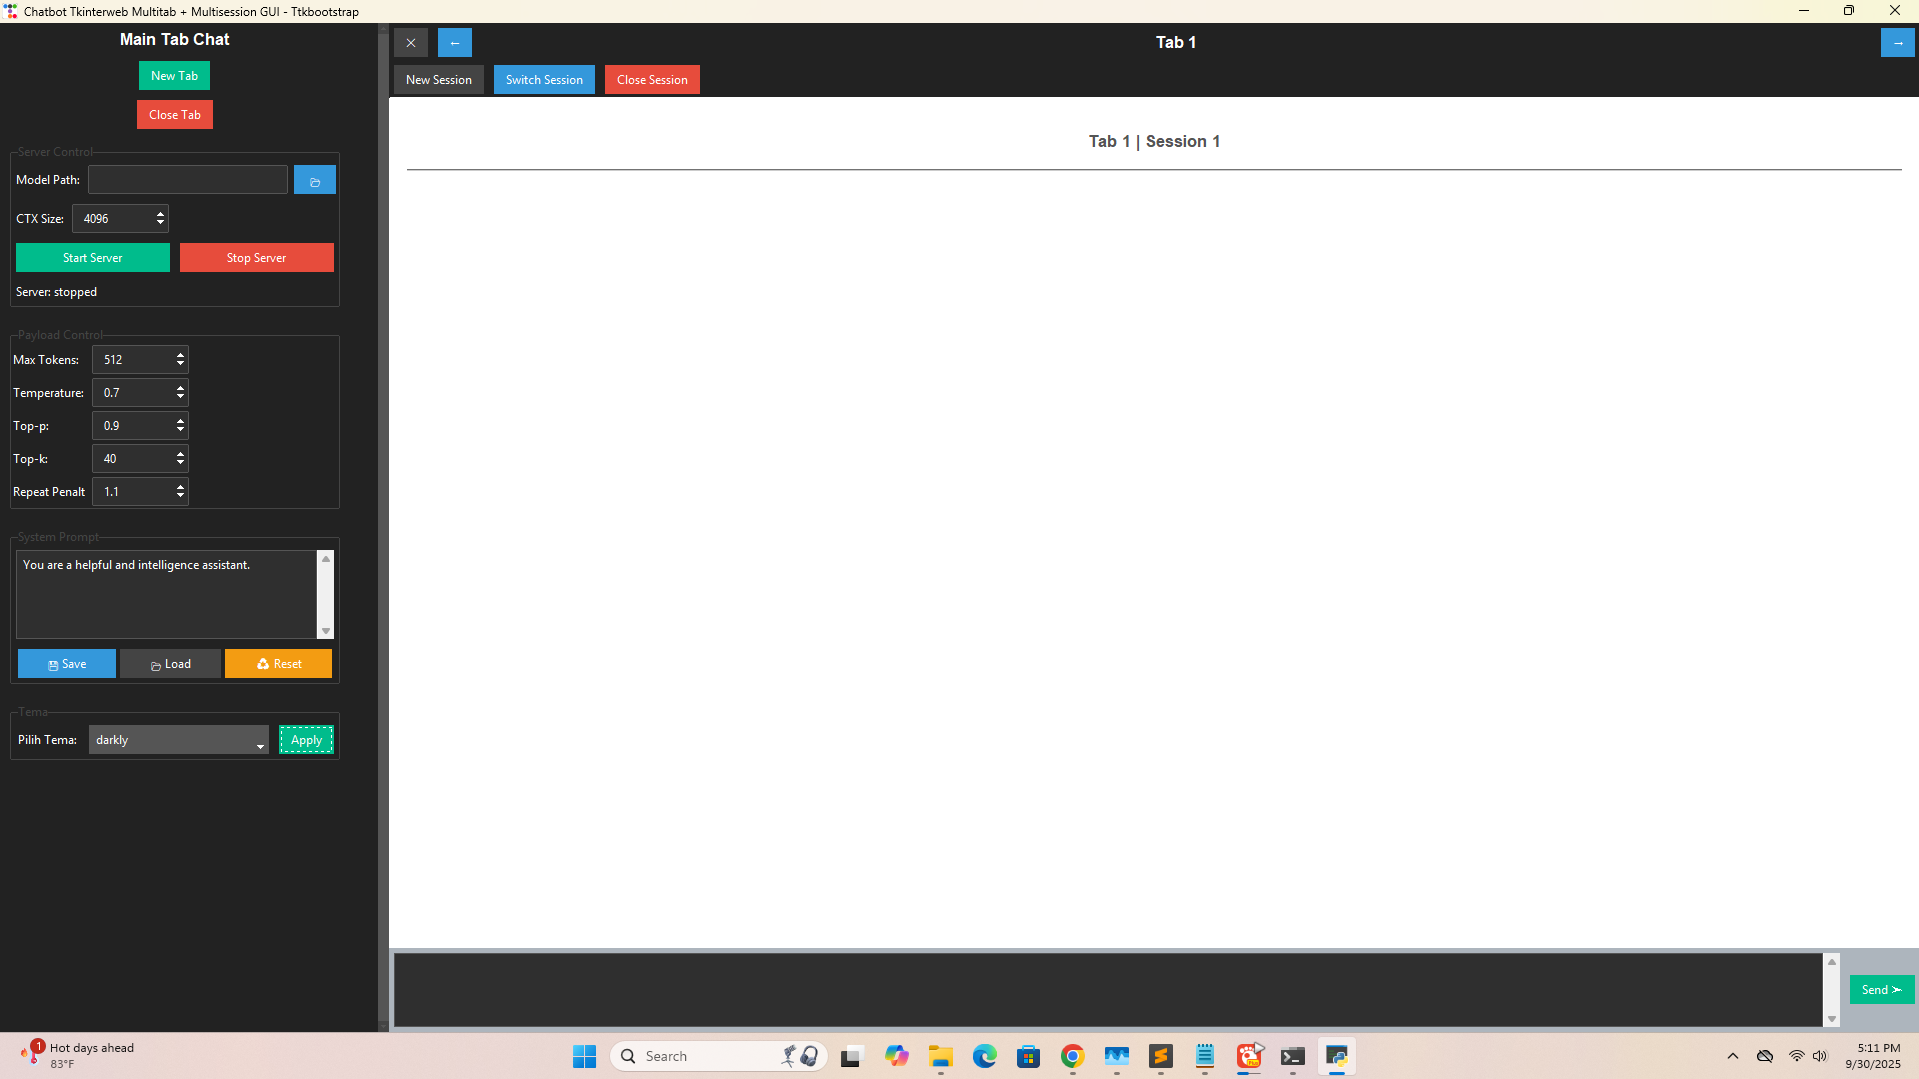 Chatbot Tkinterweb Multitab + Multisession GUI - Ttkbootstrap
Main Tab Chat
New Tab
Close Tab
Server Control
Model Path:
CTX Size: 4096
Start Server Stop Server
Server: stopped
Payload Control
Max Tokens: 512
Temperature: 0.7
Top-p: 0.9
Top-k: 40
Repeat Penalt 1.1
System Prompt
You are a helpful and intelligence assistant.
Save Load Reset
Tema
Pilih Tema: darkly Apply
← Tab 1 →
New Session Switch Session Close Session
Tab 1 | Session 1
Send ➣
1
Hot days ahead
83°F
Search
5:11 PM
9/30/2025